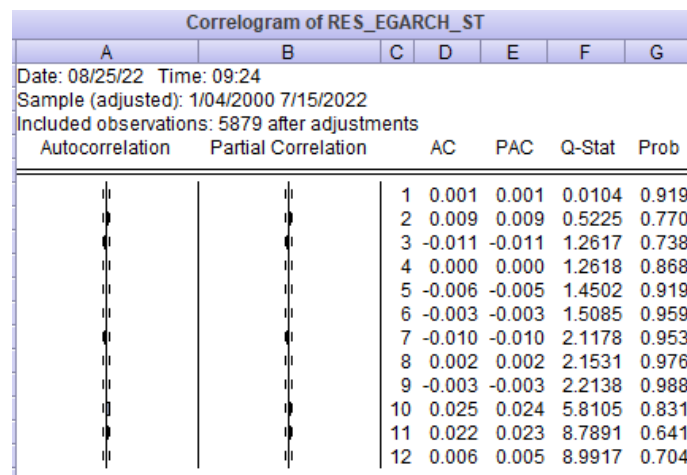 Correlogram of RES_EGARCH_ST
A B C D E F G
Date: 08/25/22 Time: 09:24
Sample (adjusted): 1/04/2000 7/15/2022
Included observations: 5879 after adjustments
Autocorrelation Partial Correlation AC PAC Q-Stat Prob
1 0.001 0.001 0.0104 0.919
2 0.009 0.009 0.5225 0.770
3 -0.011 -0.011 1.2617 0.738
4 0.000 0.000 1.2618 0.868
5 -0.006 -0.005 1.4502 0.919
6 -0.003 -0.003 1.5085 0.959
7 -0.010 -0.010 2.1178 0.953
8 0.002 0.002 2.1531 0.976
9 -0.003 -0.003 2.2138 0.988
10 0.025 0.024 5.8105 0.831
11 0.022 0.023 8.7891 0.641
12 0.006 0.005 8.9917 0.704